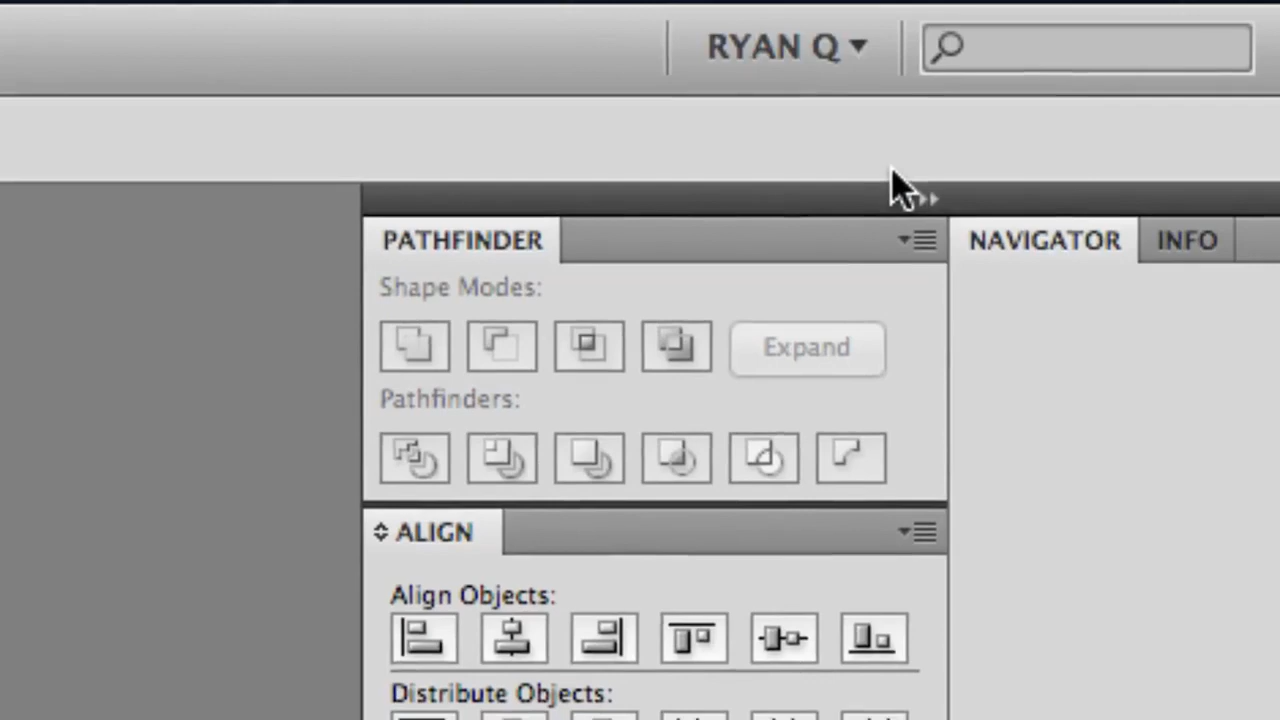 RYAN Q
PATHFINDER
NAVIGATOR INFO
Shape Modes:
Expand
Pathfinders:
ALIGN
Align Objects:
Distribute Objects: